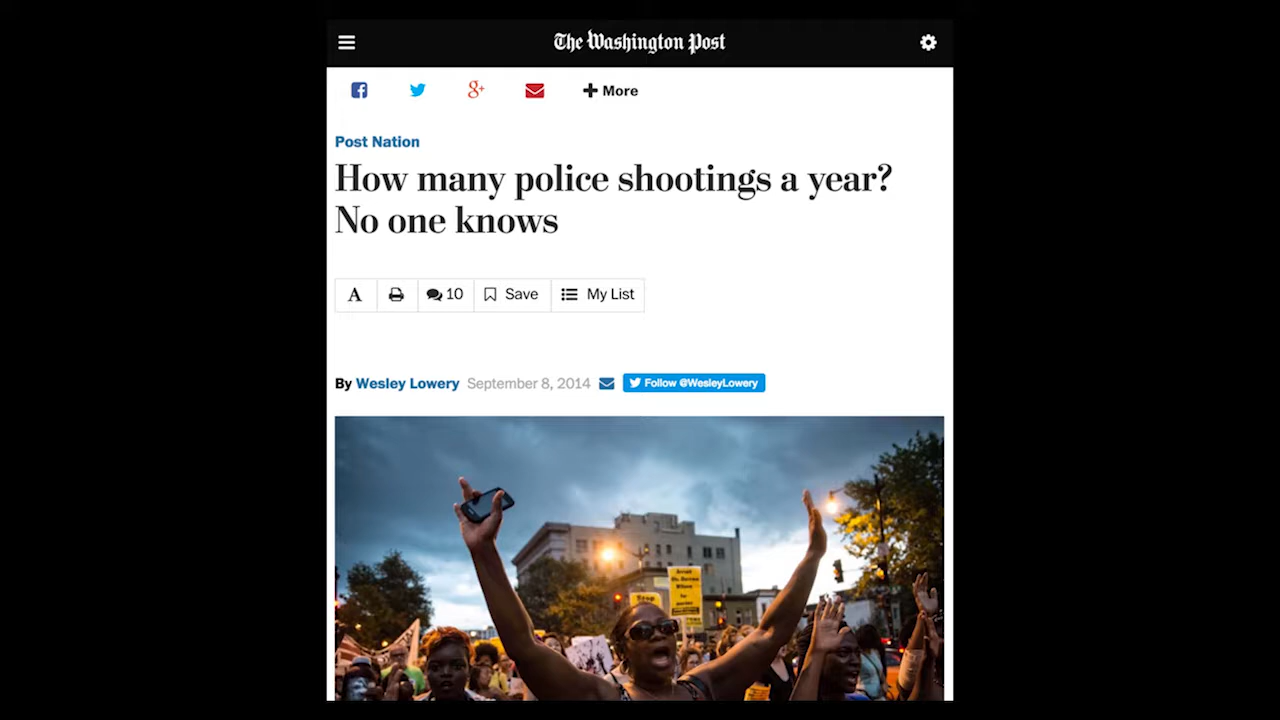 The Washington Post
More
Post Nation
How many police shootings a year?
No one knows
A 10 Save My List
By Wesley Lowery September 8, 2014 Follow @WesleyLowery
Stop